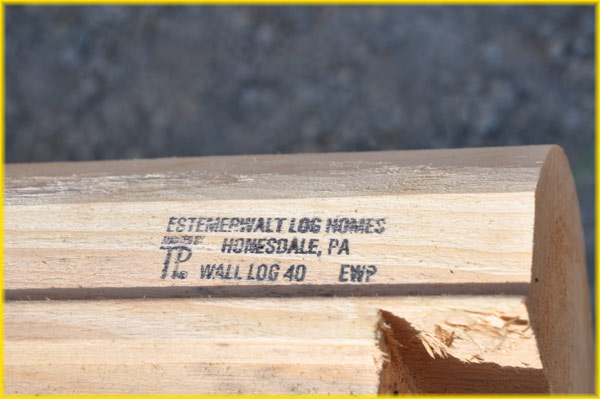 ESTEMERWALT LOG HOMES
HONESDALE, PA
TP
WALL LOG 40 EWP